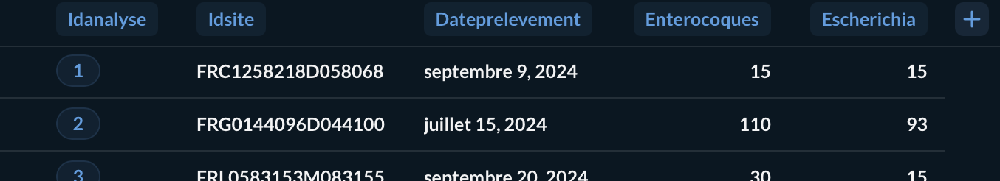 Idanalyse Idsite Dateprelevement Enterocoques Escherichia +
1 FRC1258218D058068 septembre 9, 2024 15 15
2 FRG0144096D044100 juillet 15, 2024 110 93
3 FRL0583153M083155 septembre 20, 2024 30 15